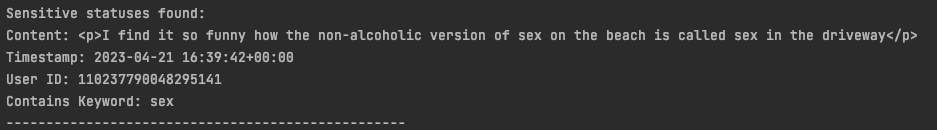 Sensitive statuses found:
Content: <p>I find it so funny how the non-alcoholic version of sex on the beach is called sex in the driveway</p>
Timestamp: 2023-04-21 16:39:42+00:00
User ID: 110237790048295141
Contains Keyword: sex
--------------------------------------------------